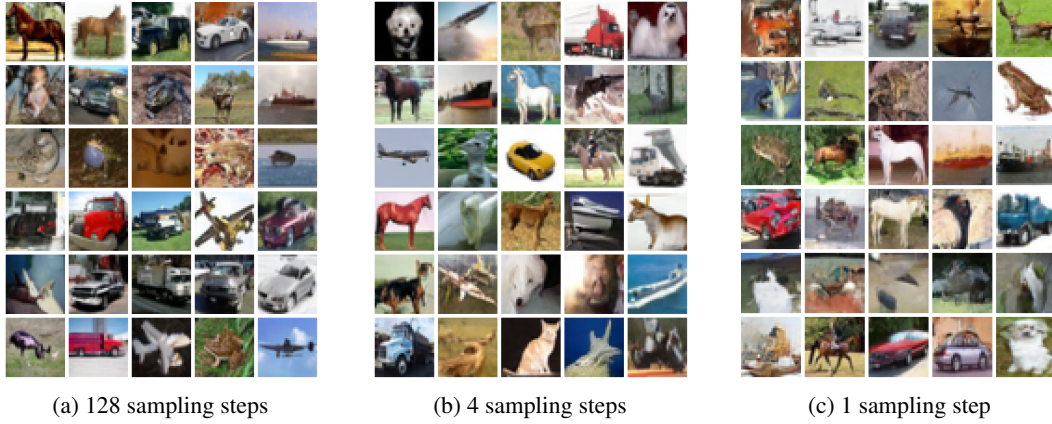 (a) 128 sampling steps
(b) 4 sampling steps
(c) 1 sampling step